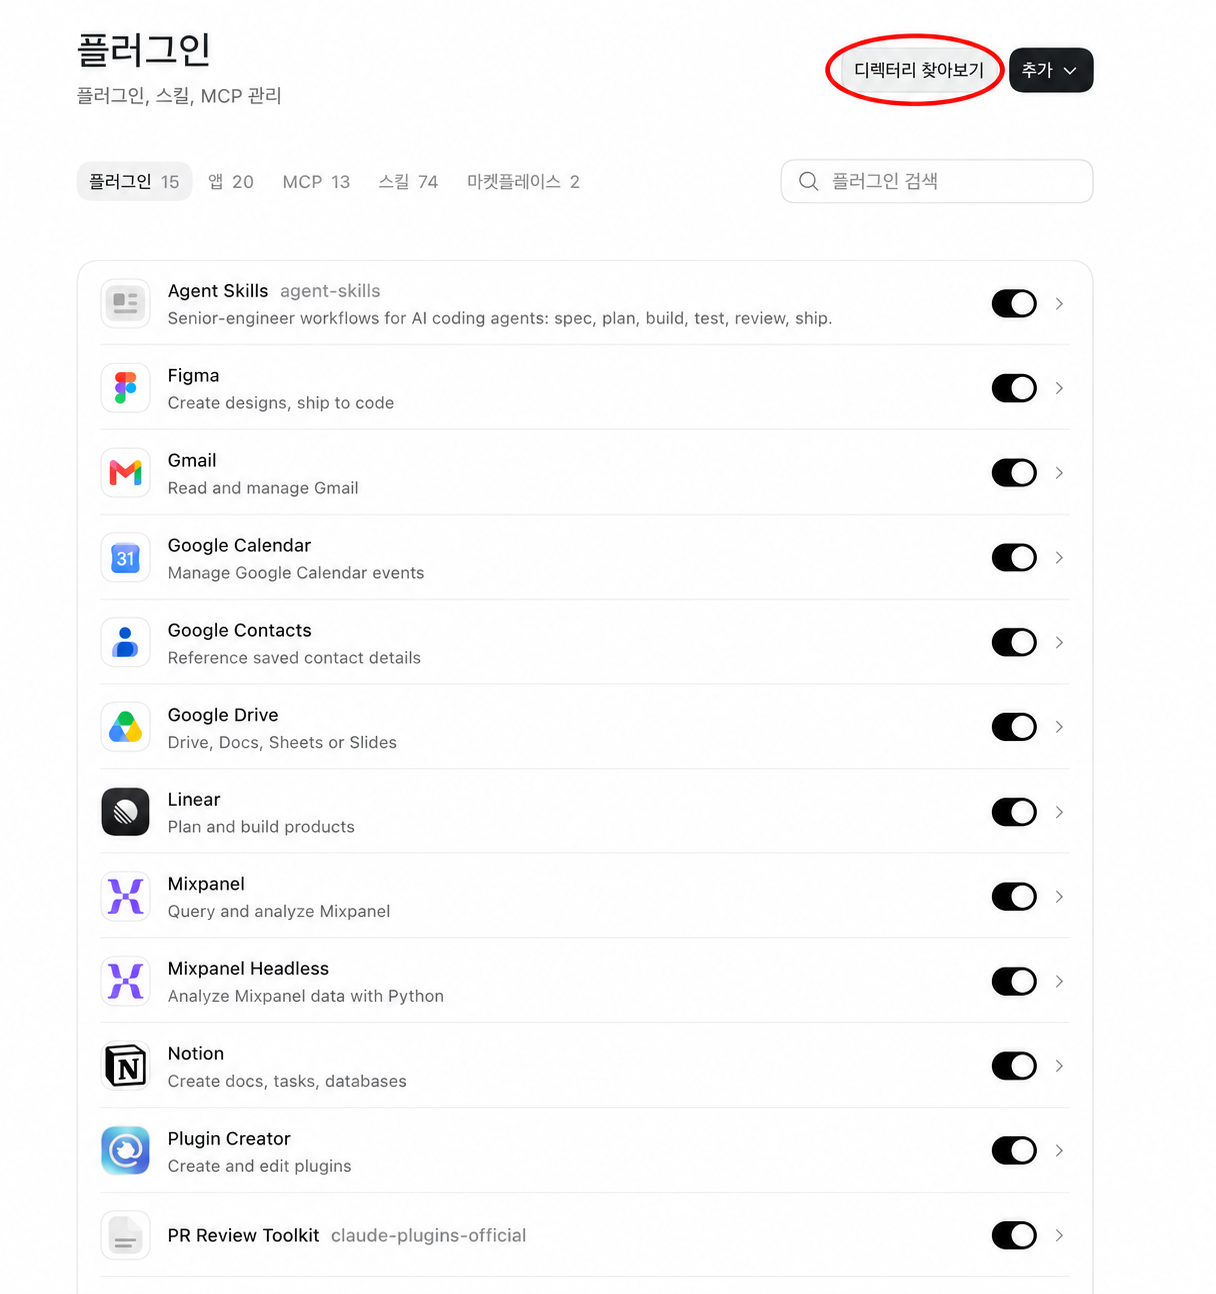 플러그인
플러그인, 스킬, MCP 관리
디렉터리 찾아보기
추가
플러그인 15 앱 20 MCP 13 스킬 74 마켓플레이스 2
플러그인 검색
Agent Skills agent-skills
Senior-engineer workflows for AI coding agents: spec, plan, build, test, review, ship.
Figma
Create designs, ship to code
Gmail
Read and manage Gmail
31
Google Calendar
Manage Google Calendar events
Google Contacts
Reference saved contact details
Google Drive
Drive, Docs, Sheets or Slides
Linear
Plan and build products
Mixpanel
Query and analyze Mixpanel
Mixpanel Headless
Analyze Mixpanel data with Python
Notion
Create docs, tasks, databases
Plugin Creator
Create and edit plugins
PR Review Toolkit claude-plugins-official